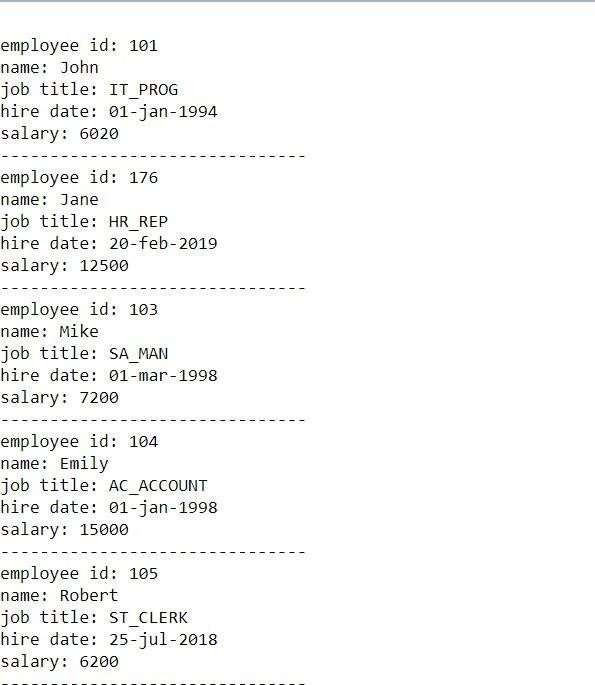 employee id: 101
name: John
job title: IT_PROG
hire date: 01-jan-1994
salary: 6020
-------------------------------
employee id: 176
name: Jane
job title: HR_REP
hire date: 20-feb-2019
salary: 12500
-------------------------------
employee id: 103
name: Mike
job title: SA_MAN
hire date: 01-mar-1998
salary: 7200
-------------------------------
employee id: 104
name: Emily
job title: AC_ACCOUNT
hire date: 01-jan-1998
salary: 15000
-------------------------------
employee id: 105
name: Robert
job title: ST_CLERK
hire date: 25-jul-2018
salary: 6200
-------------------------------